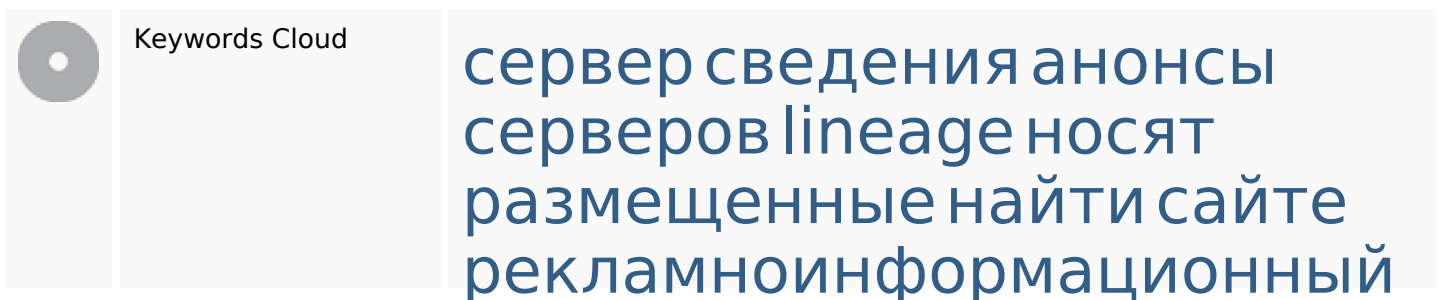 Keywords Cloud
сервер сведения анонсы
серверов lineage носят
размещенные найти сайте
рекламноинформационный